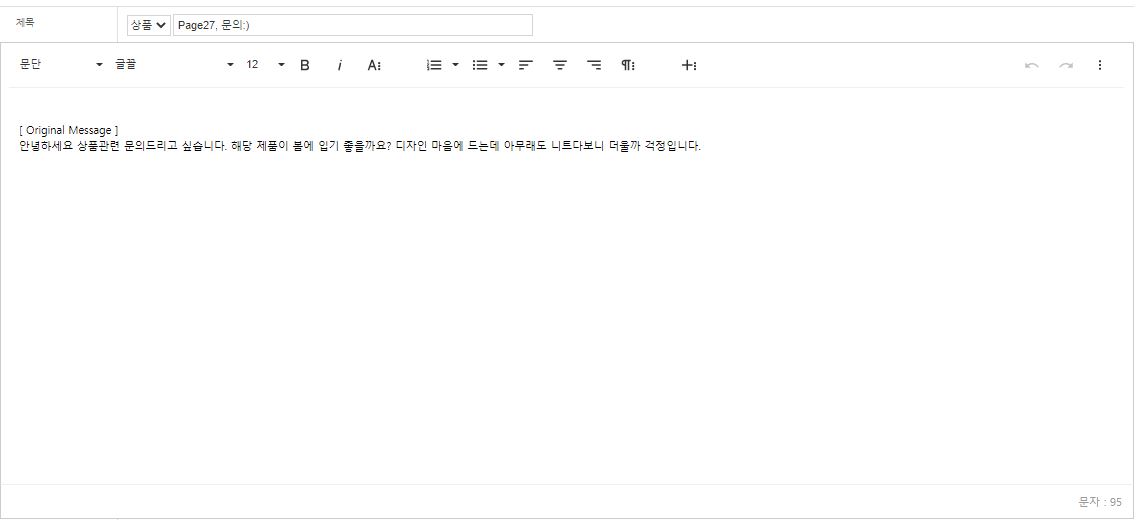 제목
상품 Page27, 문의:)
문단 글꼴 12 B i A
[ Original Message ]
안녕하세요 상품관련 문의드리고 싶습니다. 해당 제품이 봄에 입기 좋을까요? 디자인 마음에 드는데 아무래도 니트다보니 더울까 걱정입니다.
문자 : 95